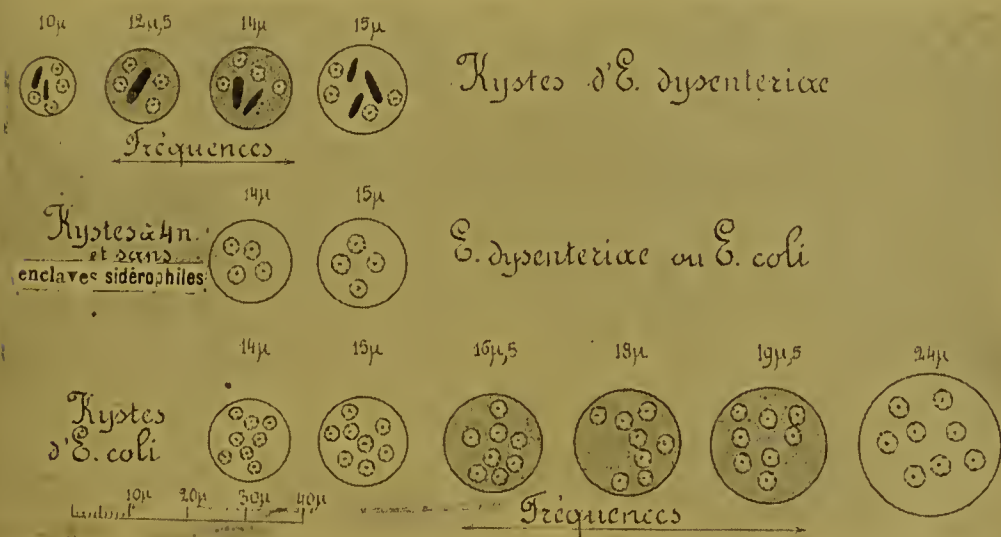 10µ 12µ,5 14µ 15µ
Kystes d'E. dysenteriae
Fréquences
14µ 15µ
Kystes à 4n.
et sans
enclaves sidérophiles
E. dysenteriae ou E. coli
14µ 15µ 16µ,5 18µ 19µ,5 24µ
Kystes
d'E. coli
10µ 20µ 30µ 40µ
Fréquences